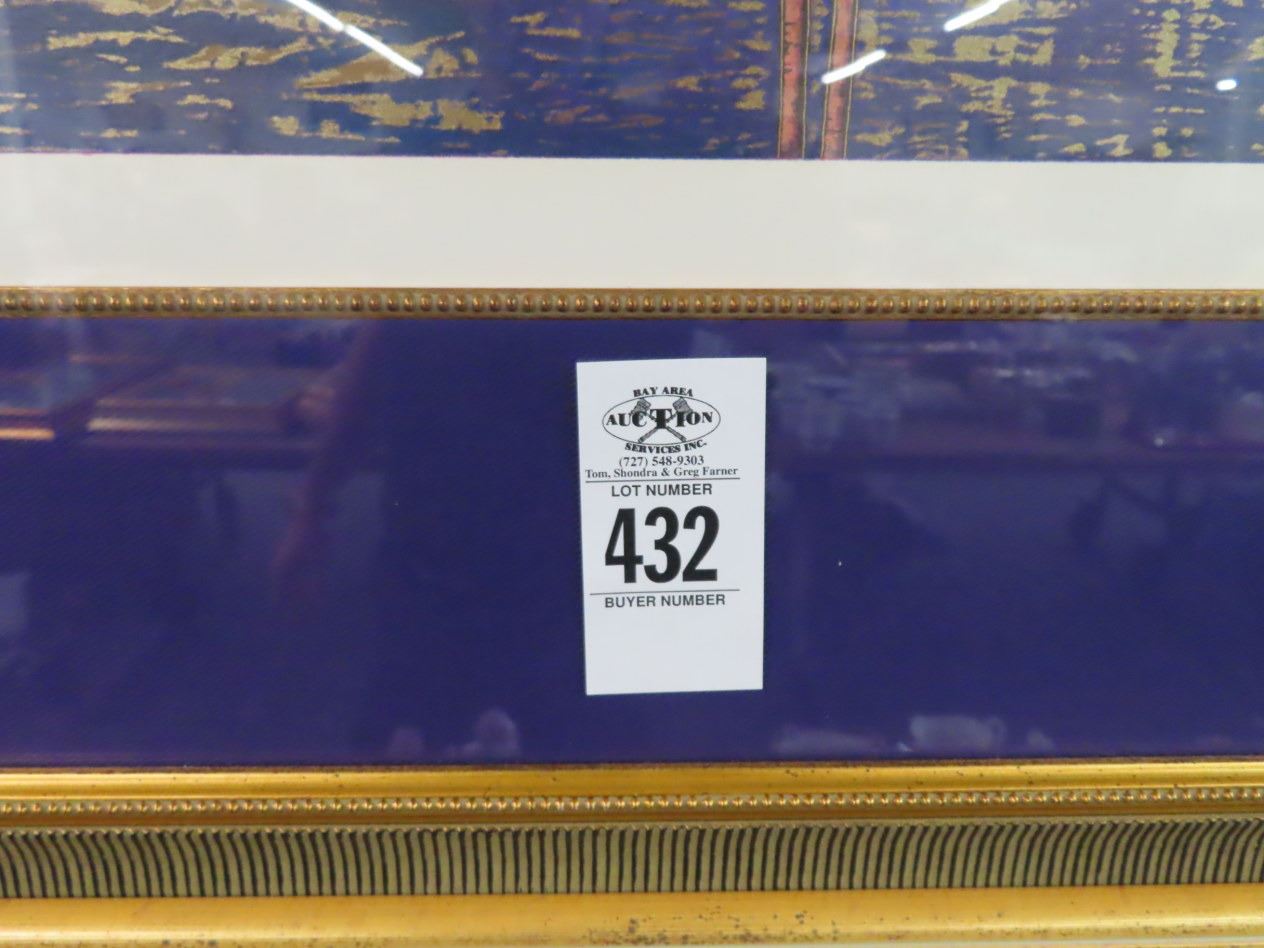 BAY AREA
AUCTION
SERVICES INC.
(727) 548-9303
Tom, Shondra & Greg Farner
LOT NUMBER
432
BUYER NUMBER